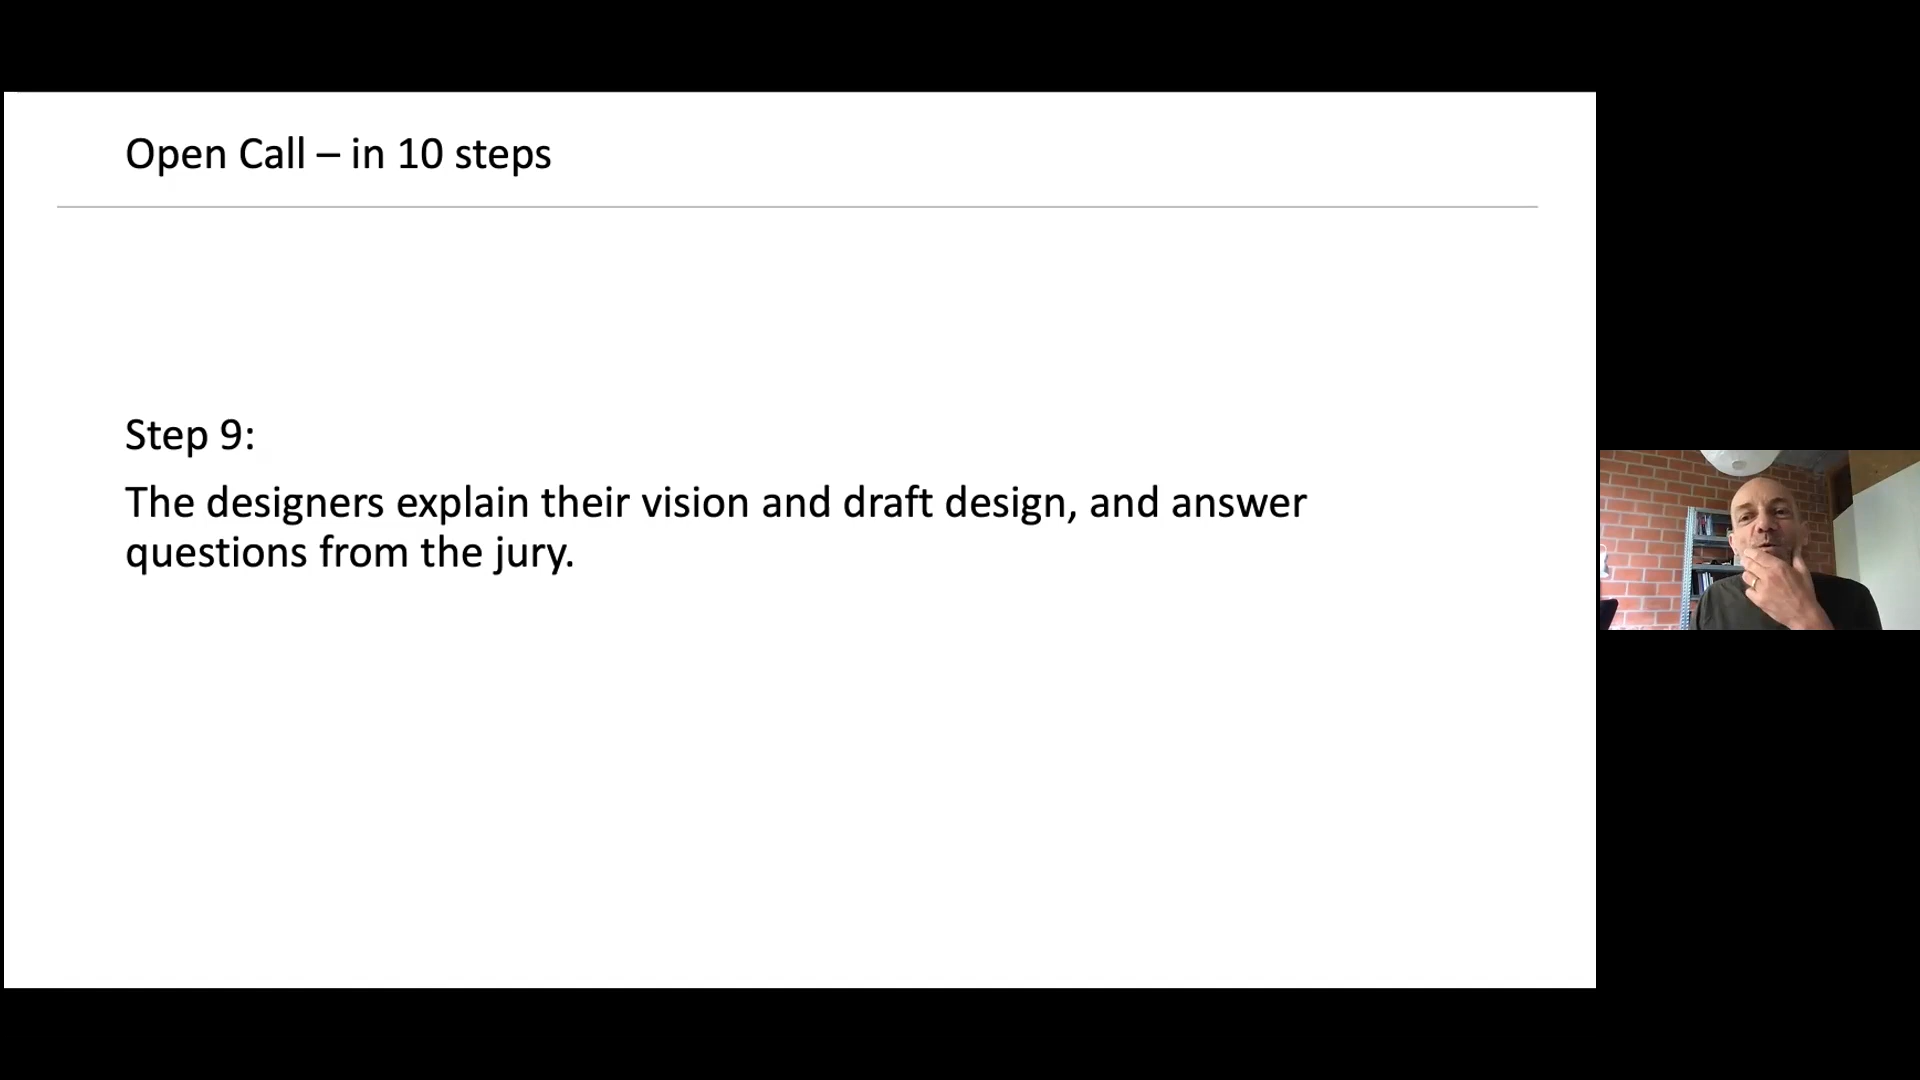 Open Call – in 10 steps
Step 9:
The designers explain their vision and draft design, and answer
questions from the jury.